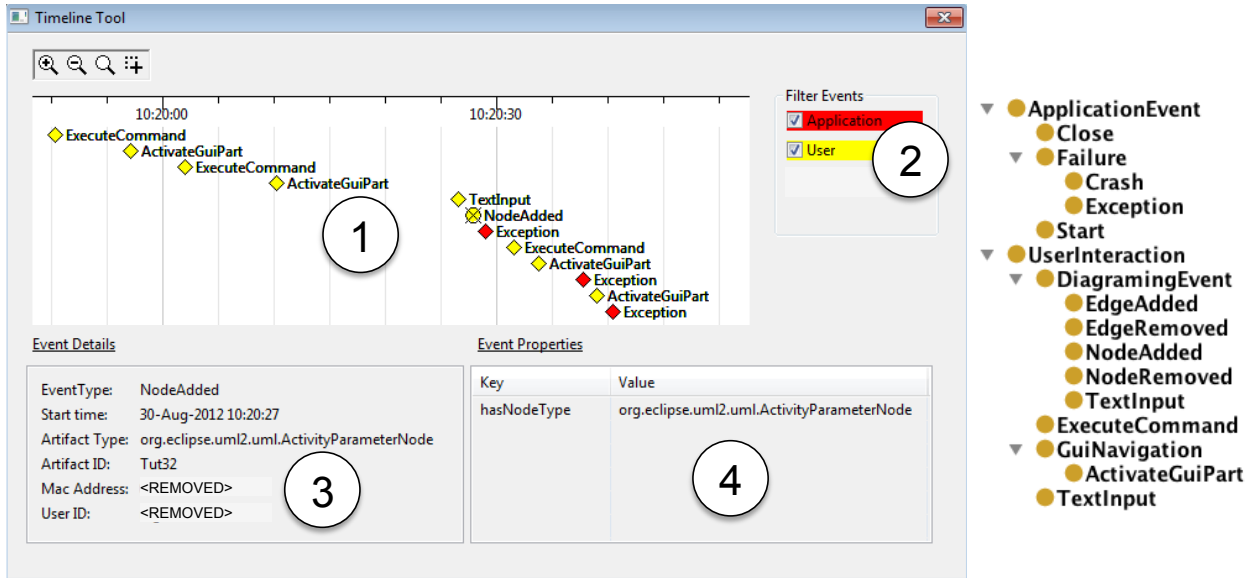 Timeline Tool
10:20:00
10:20:30
ExecuteCommand
ActivateGuiPart
ExecuteCommand
ActivateGuiPart
TextInput
NodeAdded
Exception
ExecuteCommand
ActivateGuiPart
Exception
ActivateGuiPart
Exception
1
Filter Events
Application
User
2
Event Details
EventType: NodeAdded
Start time: 30-Aug-2012 10:20:27
Artifact Type: org.eclipse.uml2.uml.ActivityParameterNode
Artifact ID: Tut32
Mac Address: <REMOVED>
User ID: <REMOVED>
3
Event Properties
Key Value
hasNodeType org.eclipse.uml2.uml.ActivityParameterNode
4
ApplicationEvent
Close
Failure
Crash
Exception
Start
UserInteraction
DiagramingEvent
EdgeAdded
EdgeRemoved
NodeAdded
NodeRemoved
TextInput
ExecuteCommand
GuiNavigation
ActivateGuiPart
TextInput